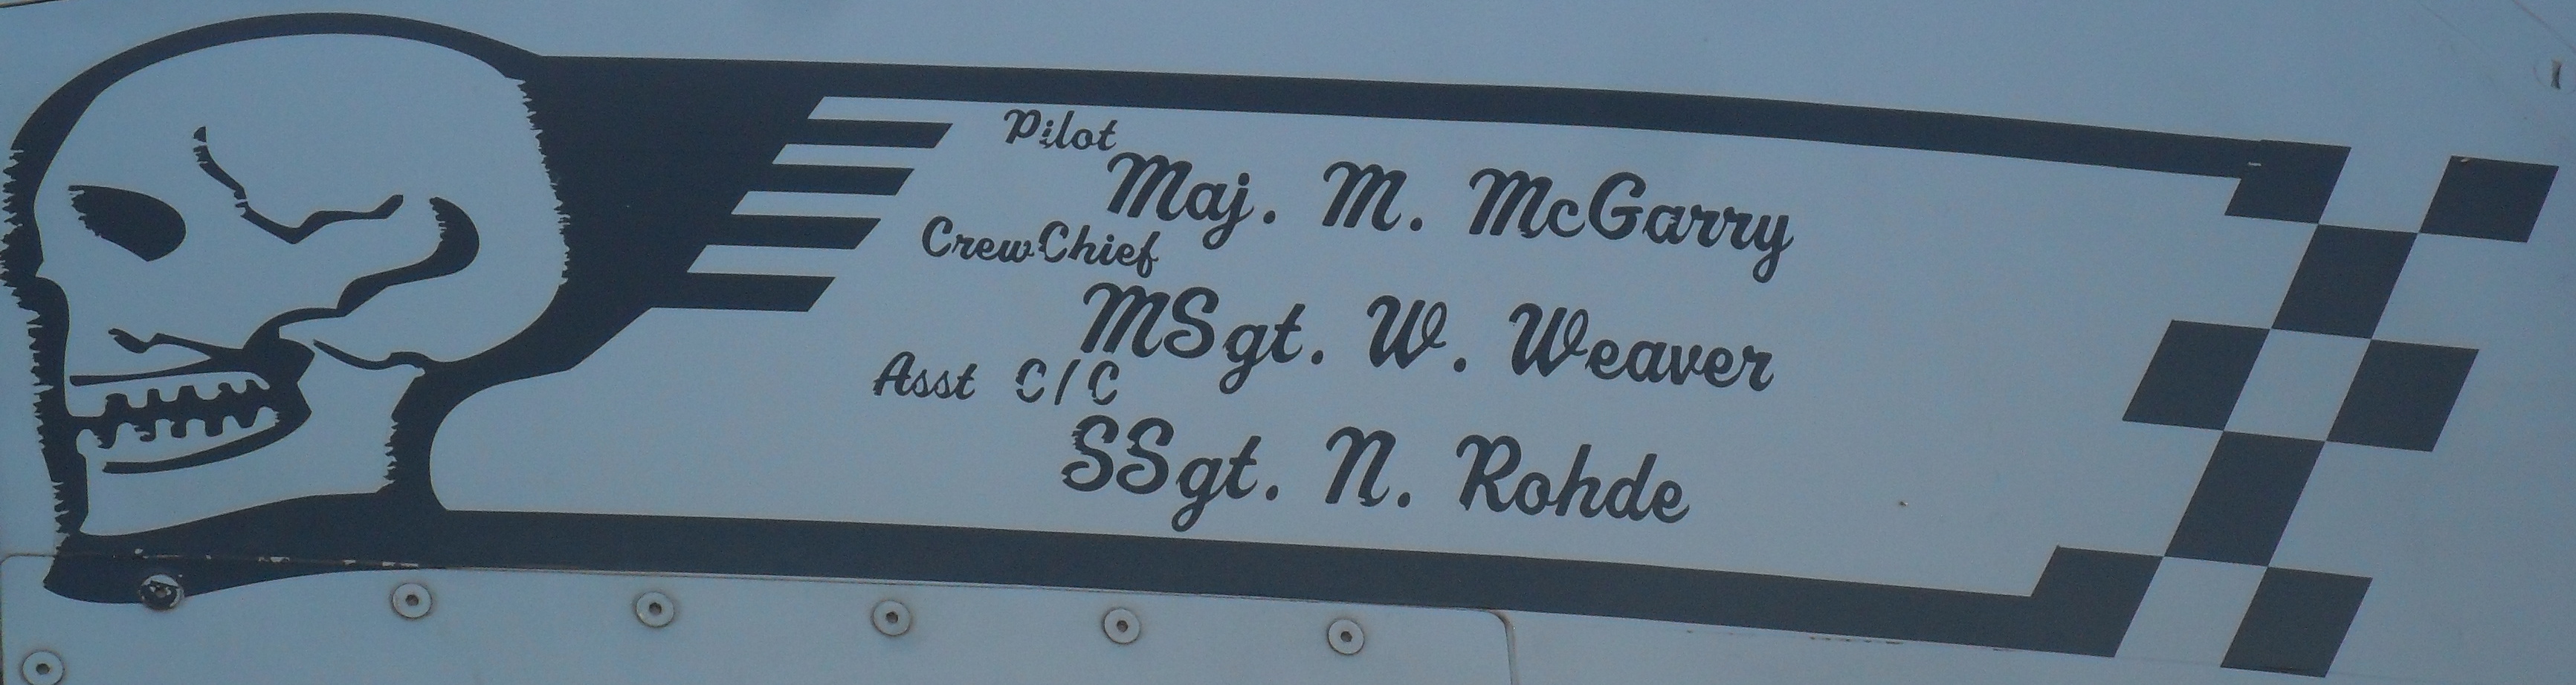 Pilot
Maj. M. McGarry
Crew Chief
MSgt. W. Weaver
Asst C/C
SSgt. N. Rohde